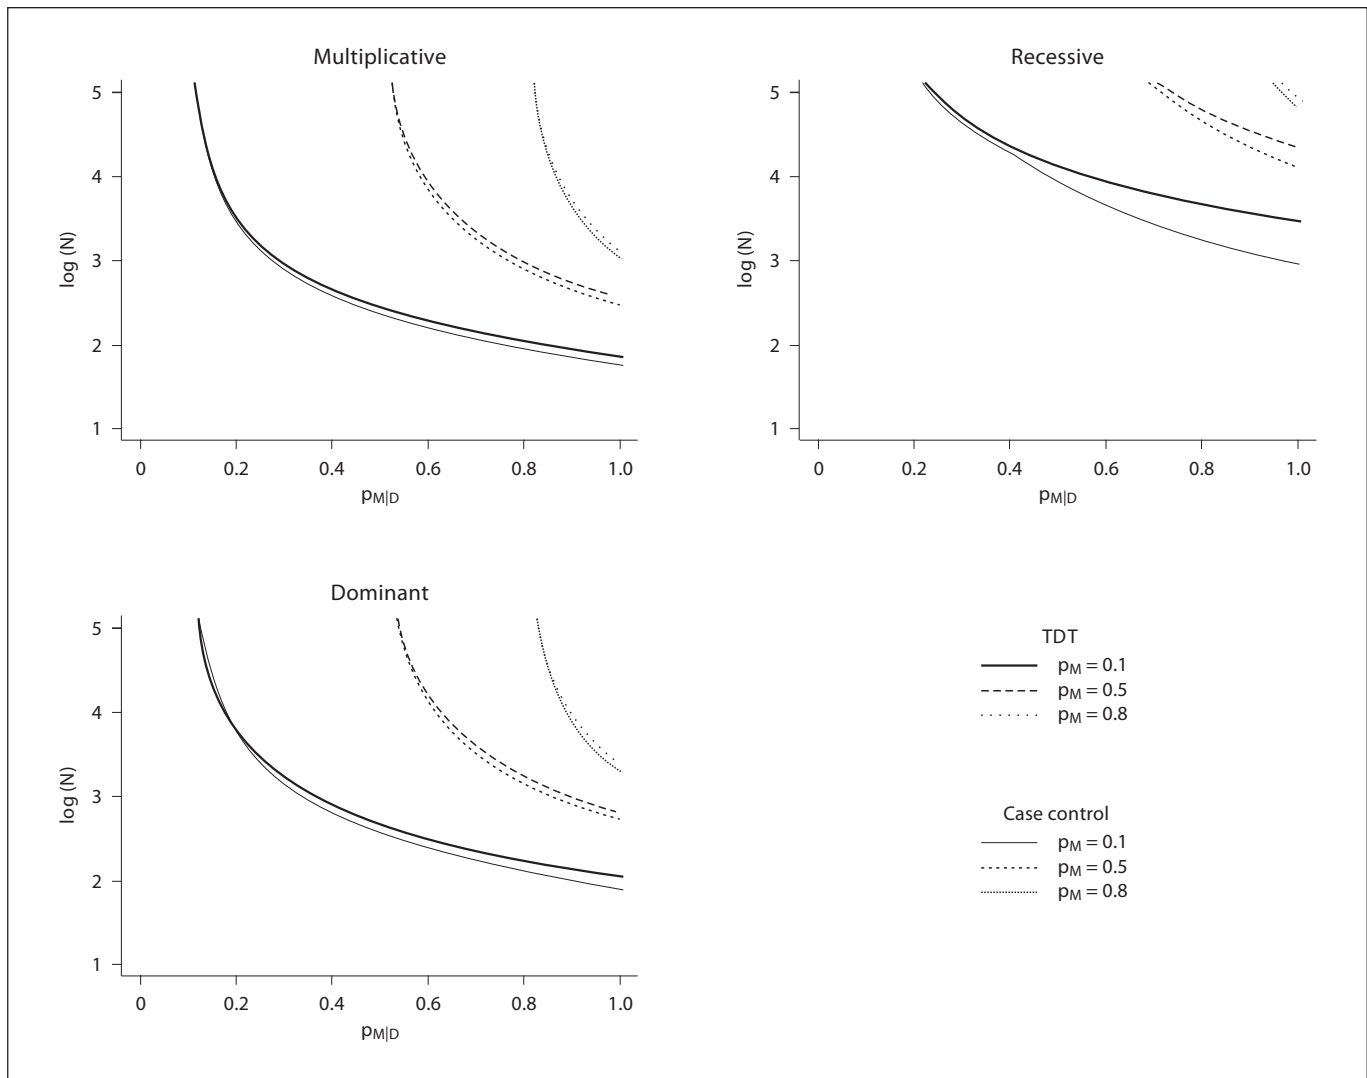 Multiplicative
5
4
3
2
1
log (N)
0 0.2 0.4 0.6 0.8 1.0
pM|D
Recessive
5
4
3
2
1
log (N)
0 0.2 0.4 0.6 0.8 1.0
pM|D
Dominant
5
4
3
2
1
log (N)
0 0.2 0.4 0.6 0.8 1.0
pM|D
TDT
pM = 0.1
pM = 0.5
pM = 0.8
Case control
pM = 0.1
pM = 0.5
pM = 0.8